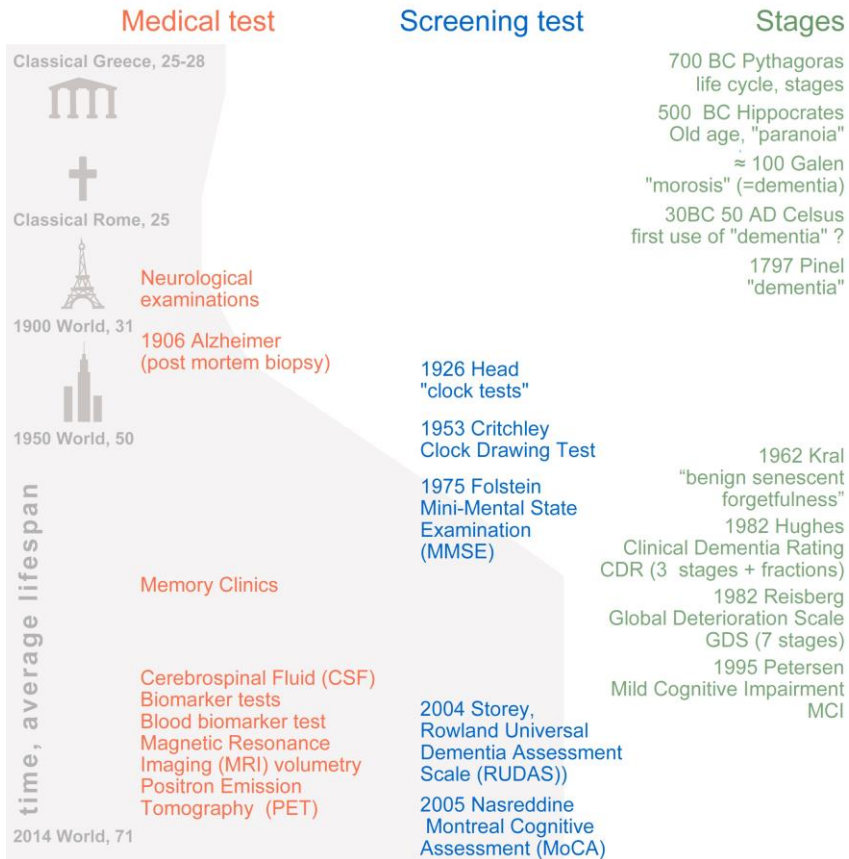 Medical test
Screening test
Stages
Classical Greece, 25-28
Classical Rome, 25
1900 World, 31
1950 World, 50
time, average lifespan
2014 World, 71
Neurological
examinations
1906 Alzheimer
(post mortem biopsy)
Memory Clinics
Cerebrospinal Fluid (CSF)
Biomarker tests
Blood biomarker test
Magnetic Resonance
Imaging (MRI) volumetry
Positron Emission
Tomography (PET)
1926 Head
"clock tests"
1953 Critchley
Clock Drawing Test
1975 Folstein
Mini-Mental State
Examination
(MMSE)
2004 Storey,
Rowland Universal
Dementia Assessment
Scale (RUDAS))
2005 Nasreddine
Montreal Cognitive
Assessment (MoCA)
700 BC Pythagoras
life cycle, stages
500 BC Hippocrates
Old age, "paranoia"
≈ 100 Galen
"morosis" (=dementia)
30BC 50 AD Celsus
first use of "dementia" ?
1797 Pinel
"dementia"
1962 Kral
“benign senescent
forgetfulness”
1982 Hughes
Clinical Dementia Rating
CDR (3 stages + fractions)
1982 Reisberg
Global Deterioration Scale
GDS (7 stages)
1995 Petersen
Mild Cognitive Impairment
MCI